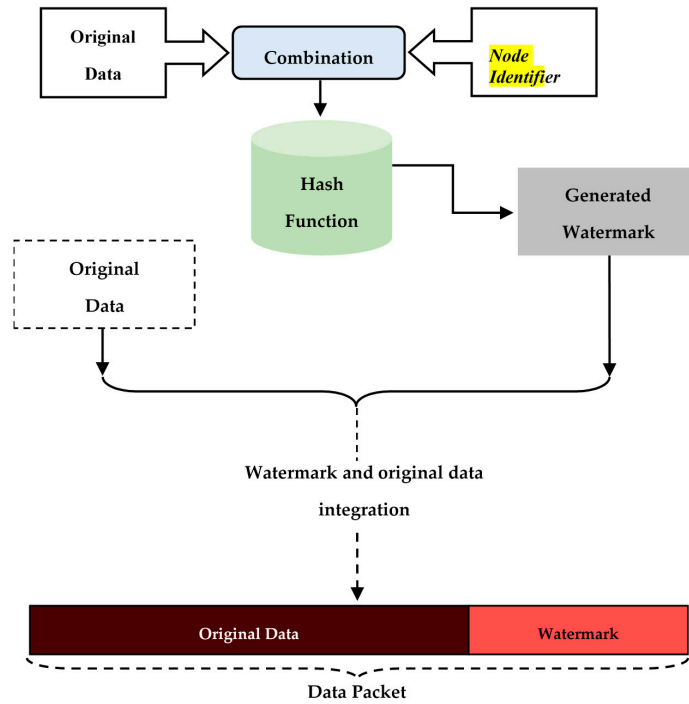 Original
Data
Combination
Node
Identifier
Hash
Function
Generated
Watermark
Original
Data
Watermark and original data
integration
Original Data
Watermark
Data Packet